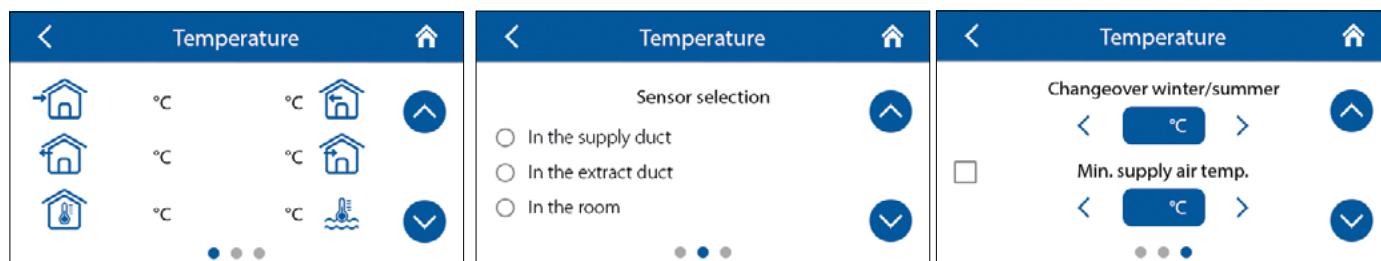 Temperature
°C °C
°C °C
°C °C
Temperature
Sensor selection
In the supply duct
In the extract duct
In the room
Temperature
Changeover winter/summer
°C
Min. supply air temp.
°C